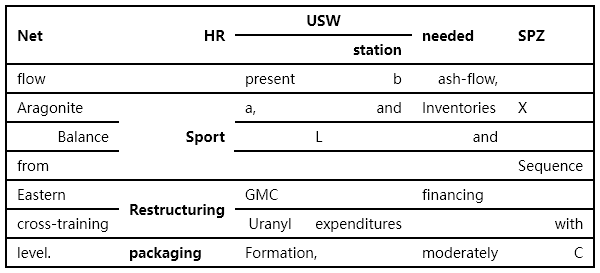 Net HR USW needed SPZ
station
flow present b ash-flow,
Aragonite Sport a, and Inventories X
Balance L and
from Sequence
Eastern Restructuring GMC financing
cross-training Uranyl expenditures with
level. packaging Formation, moderately C